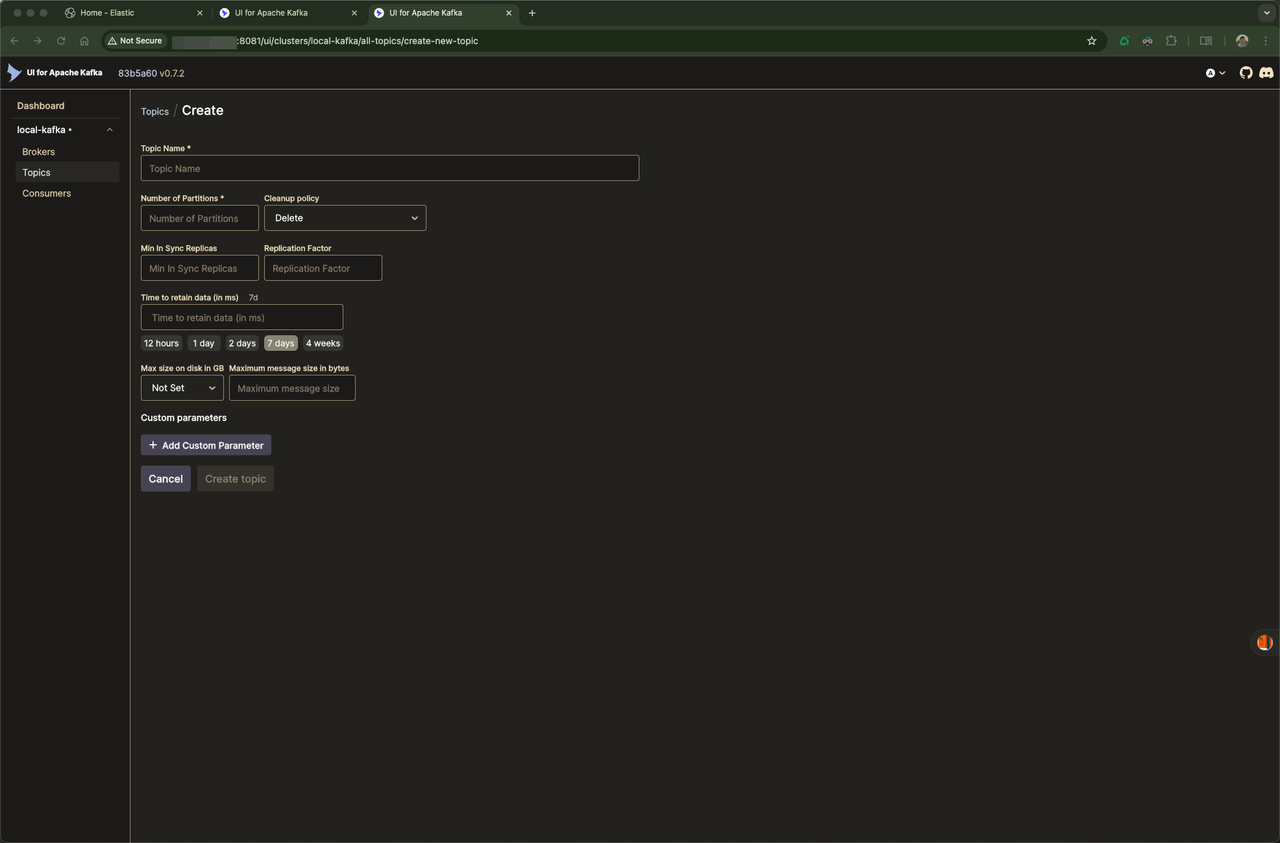 Home - Elastic
UI for Apache Kafka
UI for Apache Kafka
Not Secure
:8081/ui/clusters/local-kafka/all-topics/create-new-topic
UI for Apache Kafka 83b5a60 v0.7.2
A
Dashboard
local-kafka
Brokers
Topics
Consumers
Topics / Create
Topic Name *
Topic Name
Number of Partitions * Cleanup policy
Number of Partitions Delete
Min In Sync Replicas Replication Factor
Min In Sync Replicas Replication Factor
Time to retain data (in ms) 7d
Time to retain data (in ms)
12 hours 1 day 2 days 7 days 4 weeks
Max size on disk in GB Maximum message size in bytes
Not Set Maximum message size
Custom parameters
+ Add Custom Parameter
Cancel Create topic